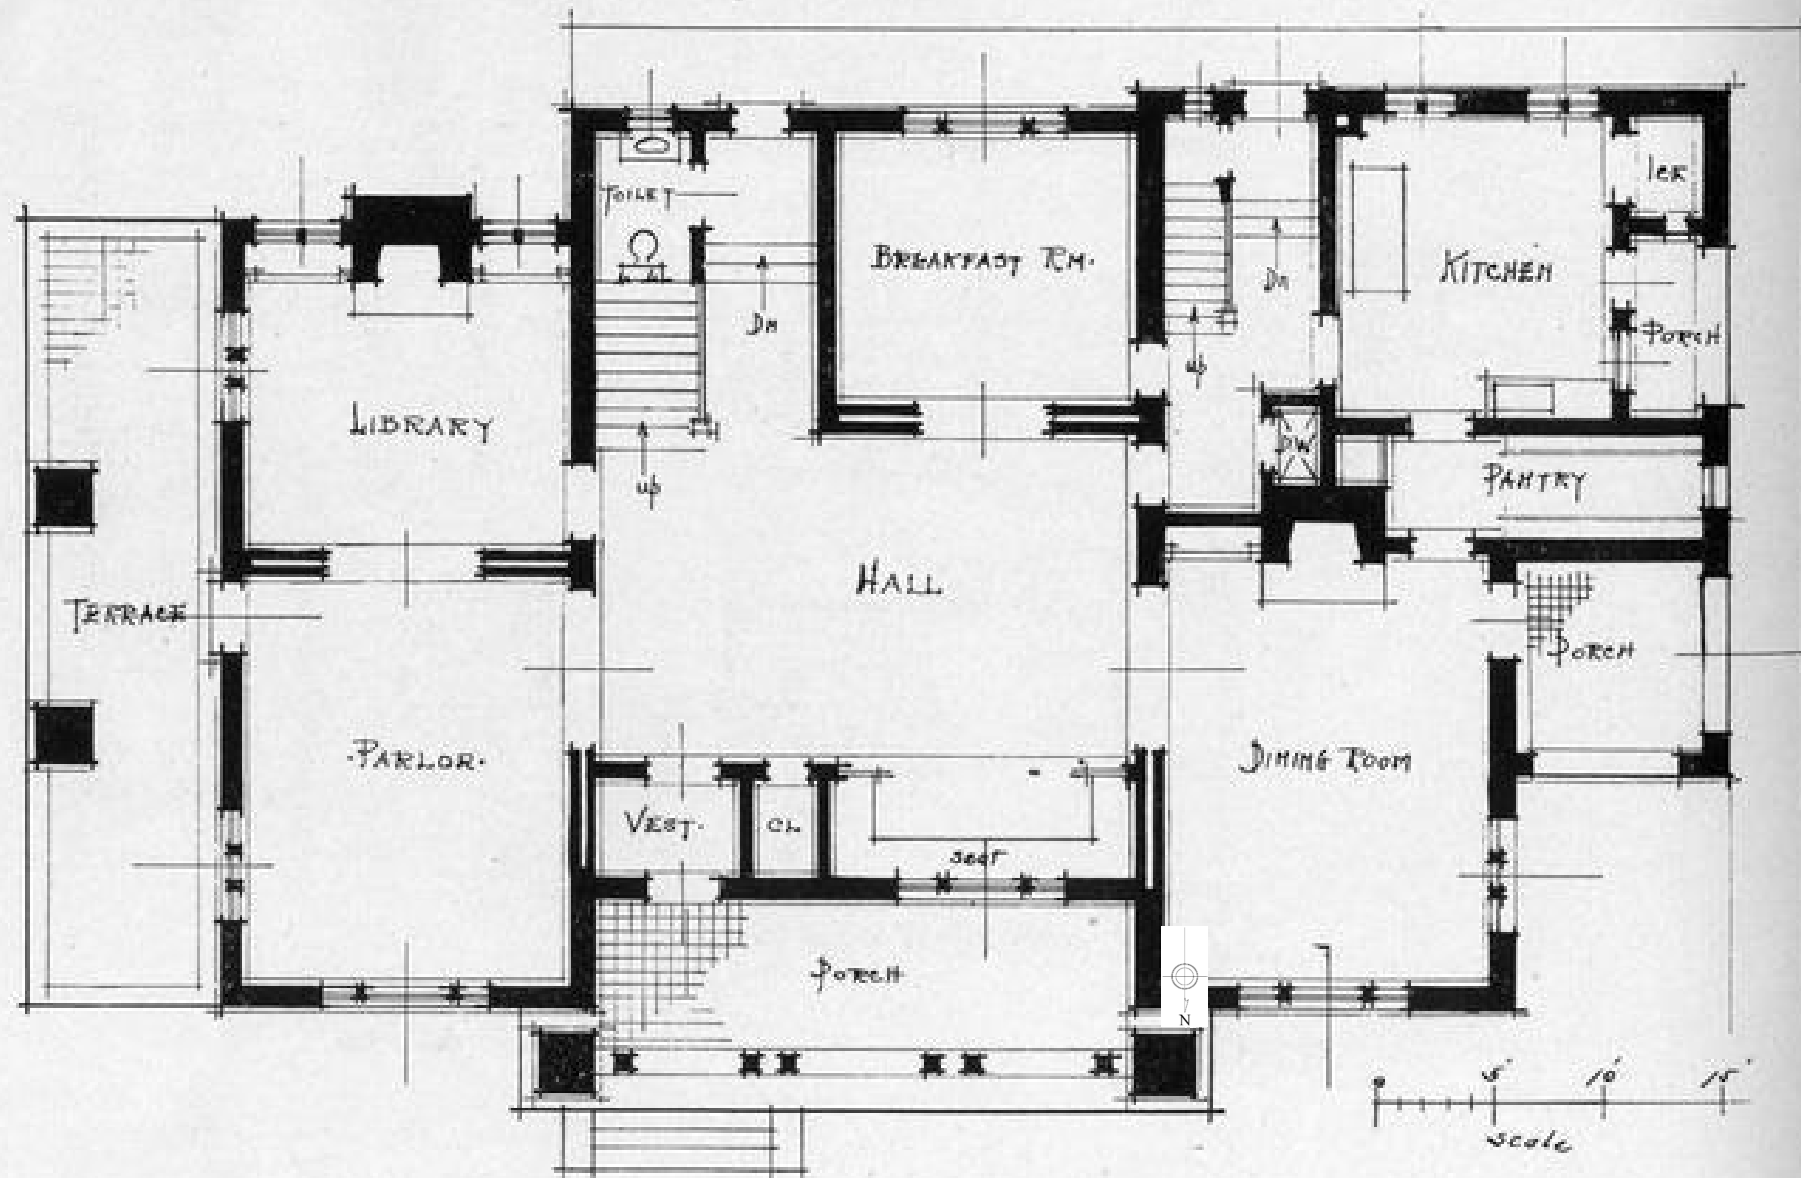 TOILET
ICE
BREAKFAST RM.
KITCHEN
Dn
Dn
PORCH
up
LIBRARY
DW
up
PANTRY
HALL
TERRACE
PORCH
·PARLOR·
DINING ROOM
VEST.
CL
seat
PORCH
N
0 5' 10' 15'
scale